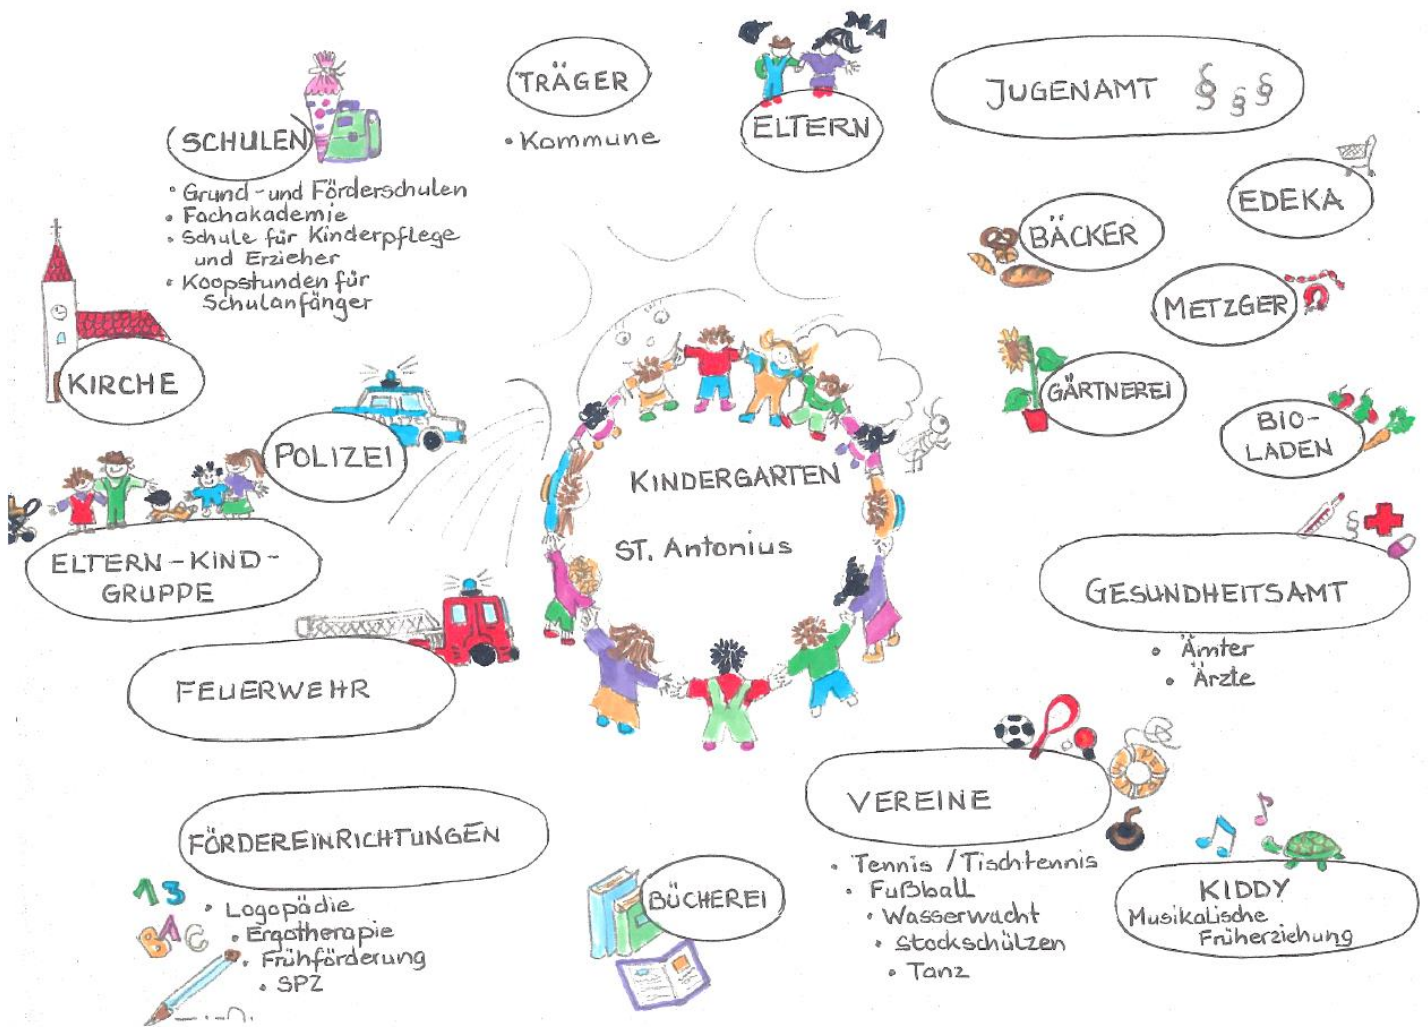 SCHULEN
• Grund- und Förderschulen
• Fachakademie
• Schule für Kinderpflege
und Erzieher
• Koopstunden für
Schulanfänger
TRÄGER
• Kommune
ELTERN
JUGENAMT § § §
EDEKA
BÄCKER
METZGER
GÄRTNEREI
BIO-
LADEN
KIRCHE
POLIZEI
ELTERN-KIND-
GRUPPE
FEUERWEHR
KINDERGARTEN
ST. Antonius
§
GESUNDHEITSAMT
• Ämter
• Ärzte
FÖRDEREINRICHTUNGEN
13
BAC
• Logopädie
• Ergotherapie
• Frühförderung
• SPZ
BÜCHEREI
VEREINE
• Tennis / Tischtennis
• Fußball
• Wasserwacht
• Stockschützen
• Tanz
KIDDY
Musikalische
Früherziehung